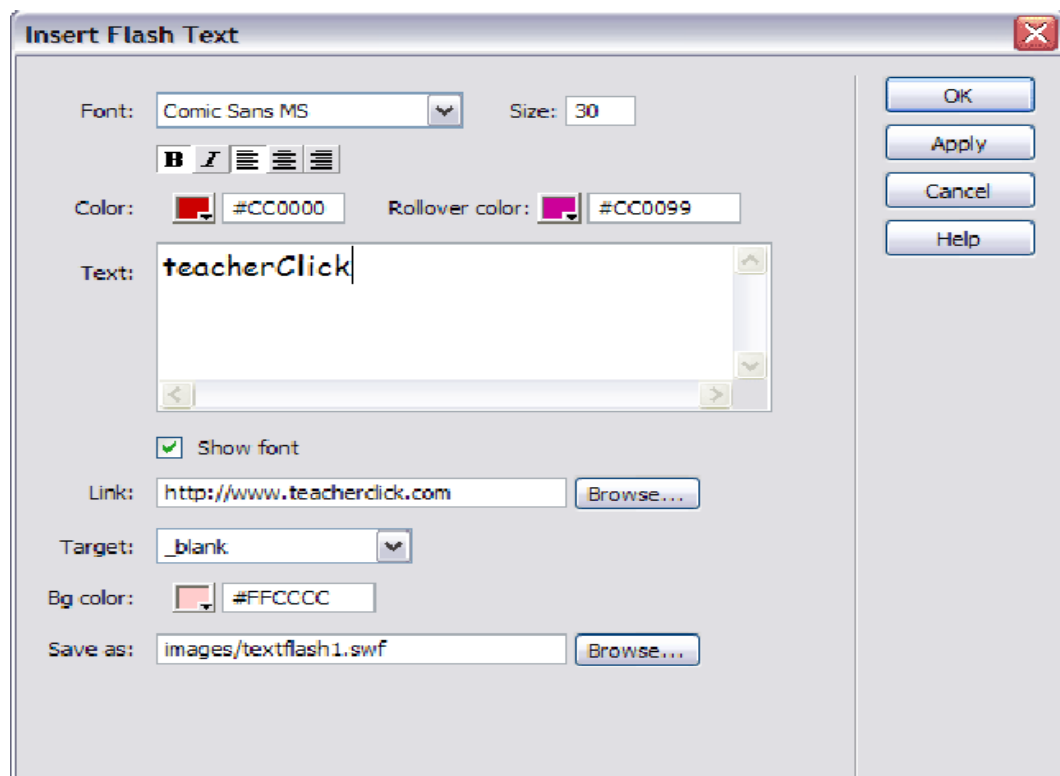 Insert Flash Text
Font: Comic Sans MS Size: 30 OK
B I Apply
Color: #CC0000 Rollover color: #CC0099 Cancel
Text: teacherClick Help
Show font
Link: http://www.teacherclick.com Browse...
Target: _blank
Bg color: #FFCCCC
Save as: images/textflash1.swf Browse...